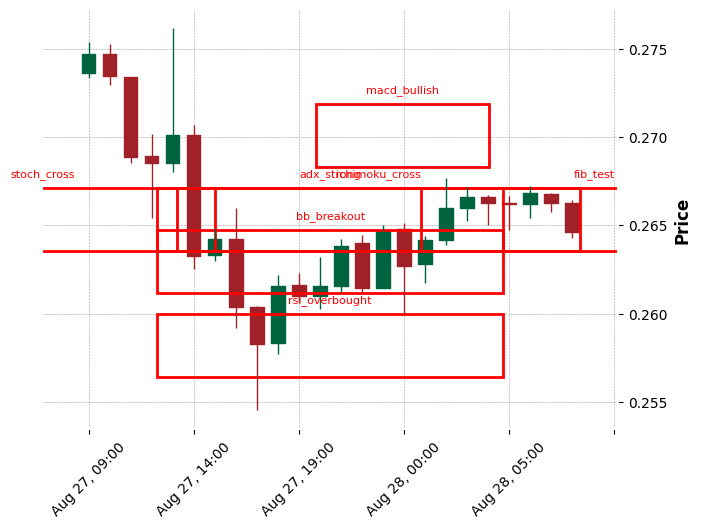 0.275
macd_bullish
0.270
stoch_cross
adx_strong
ichimoku_cross
fib_test
bb_breakout
0.265
Price
rsi_overbought
0.260
0.255
Aug 27, 09:00
Aug 27, 14:00
Aug 27, 19:00
Aug 28, 00:00
Aug 28, 05:00